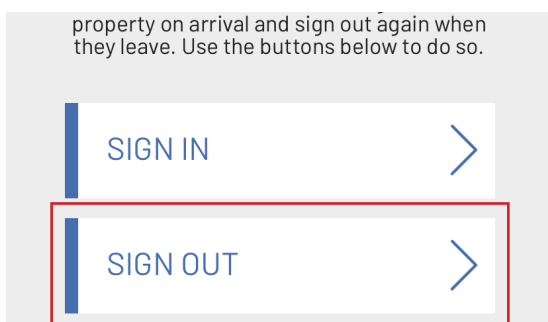 property on arrival and sign out again when
they leave. Use the buttons below to do so.
SIGN IN
SIGN OUT